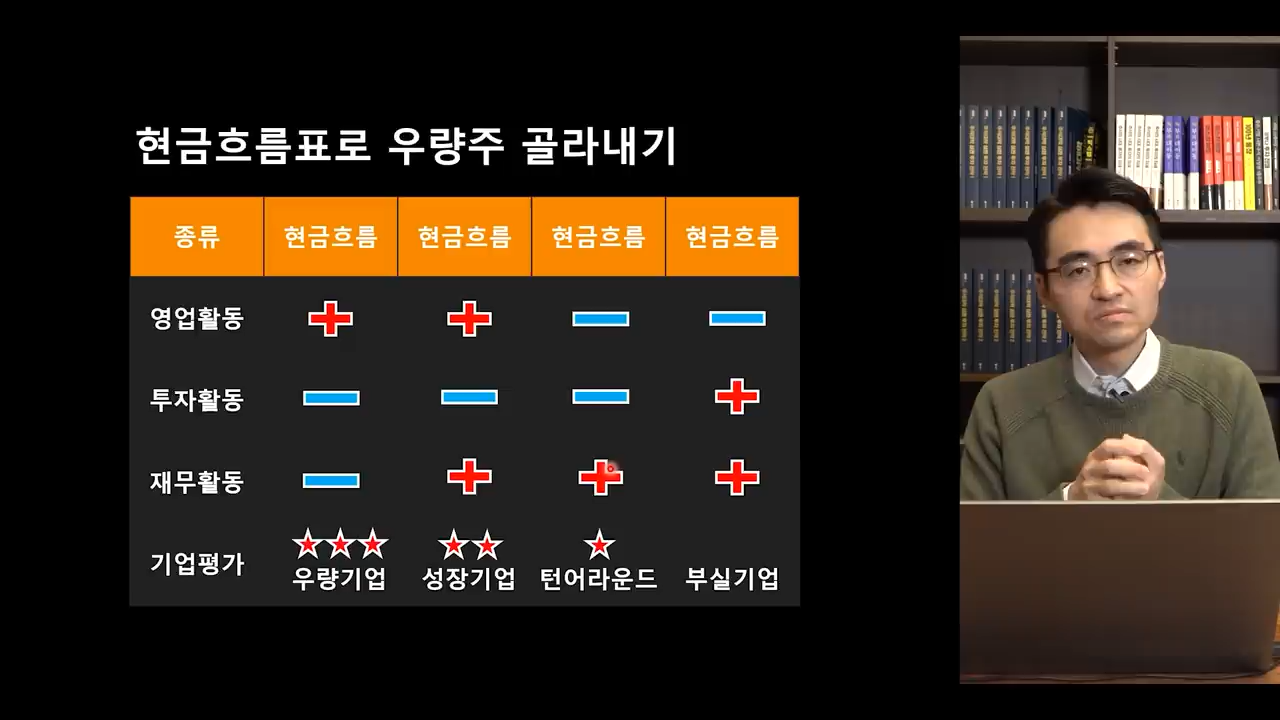 현금흐름표로 우량주 골라내기
종류 현금흐름 현금흐름 현금흐름 현금흐름
영업활동
투자활동
재무활동
기업평가
우량기업 성장기업 턴어라운드 부실기업